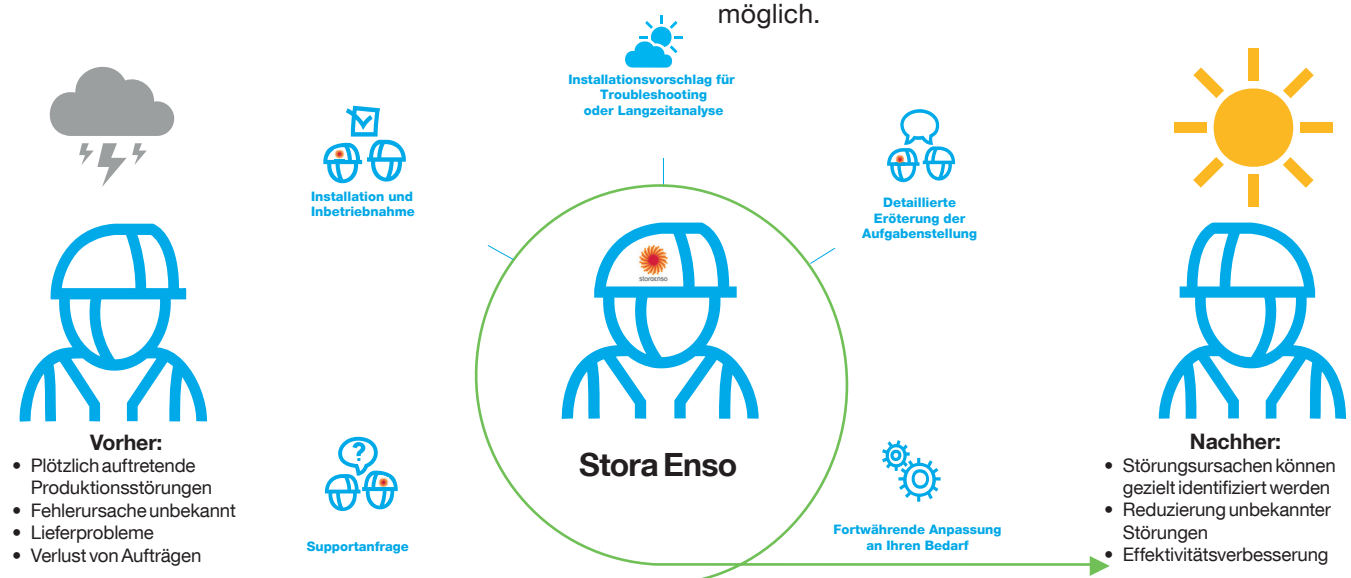 möglich.
Installationsvorschlag für
Troubleshooting
oder Langzeitanalyse
Installation und
Inbetriebnahme
Detaillierte
Eröterung der
Aufgabenstellung
storaenso
Stora Enso
Vorher:
• Plötzlich auftretende
Produktionsstörungen
• Fehlerursache unbekannt
• Lieferprobleme
• Verlust von Aufträgen
?
Supportanfrage
Fortwährende Anpassung
an Ihren Bedarf
Nachher:
• Störungsursachen können
gezielt identifiziert werden
• Reduzierung unbekannter
Störungen
• Effektivitätsverbesserung